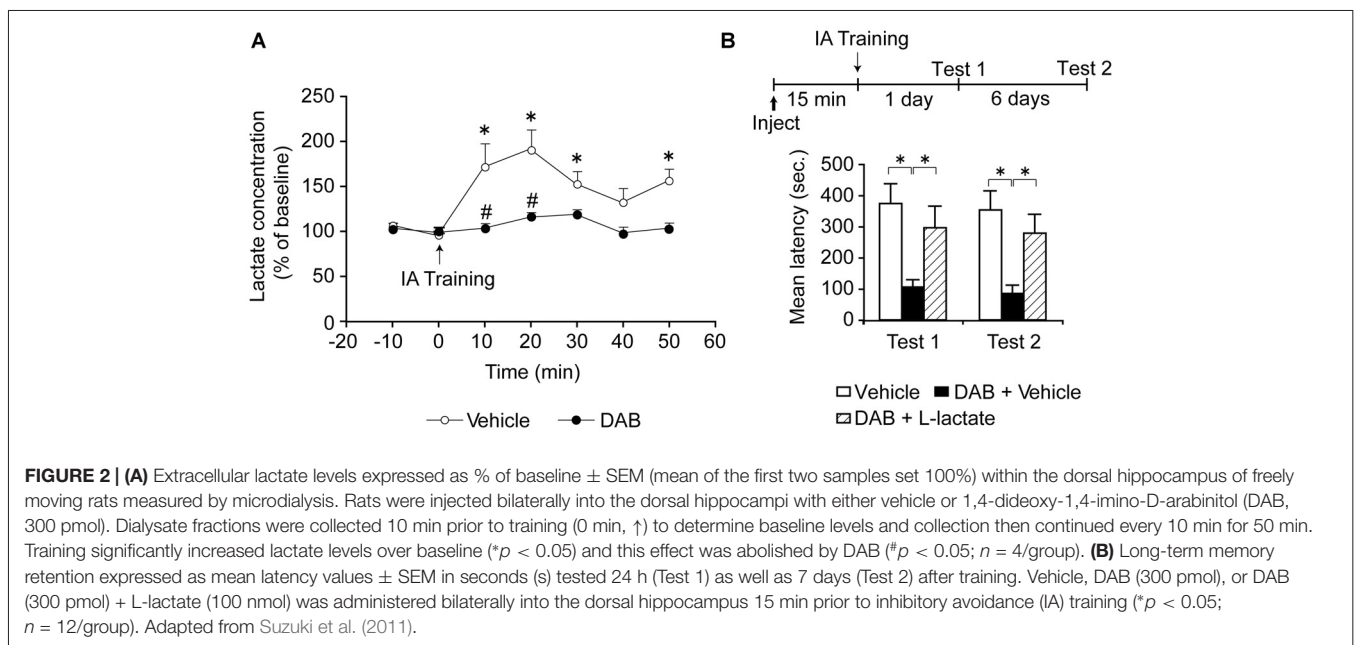 A
250
200
150
100
50
0
-20 -10 0 10 20 30 40 50 60
Lactate concentration
(% of baseline)
* * * *
# #
IA Training
Time (min)
Vehicle DAB
B
IA Training
Test 1 Test 2
15 min 1 day 6 days
Inject
500
400
300
200
100
0
Mean latency (sec.)
* * * *
Test 1 Test 2
Vehicle DAB + Vehicle
DAB + L-lactate
FIGURE 2 | (A) Extracellular lactate levels expressed as % of baseline ± SEM (mean of the first two samples set 100%) within the dorsal hippocampus of freely
moving rats measured by microdialysis. Rats were injected bilaterally into the dorsal hippocampi with either vehicle or 1,4-dideoxy-1,4-imino-D-arabinitol (DAB,
300 pmol). Dialysate fractions were collected 10 min prior to training (0 min, ↑) to determine baseline levels and collection then continued every 10 min for 50 min.
Training significantly increased lactate levels over baseline (*p < 0.05) and this effect was abolished by DAB (#p < 0.05; n = 4/group). (B) Long-term memory
retention expressed as mean latency values ± SEM in seconds (s) tested 24 h (Test 1) as well as 7 days (Test 2) after training. Vehicle, DAB (300 pmol), or DAB
(300 pmol) + L-lactate (100 nmol) was administered bilaterally into the dorsal hippocampus 15 min prior to inhibitory avoidance (IA) training (*p < 0.05;
n = 12/group). Adapted from Suzuki et al. (2011).